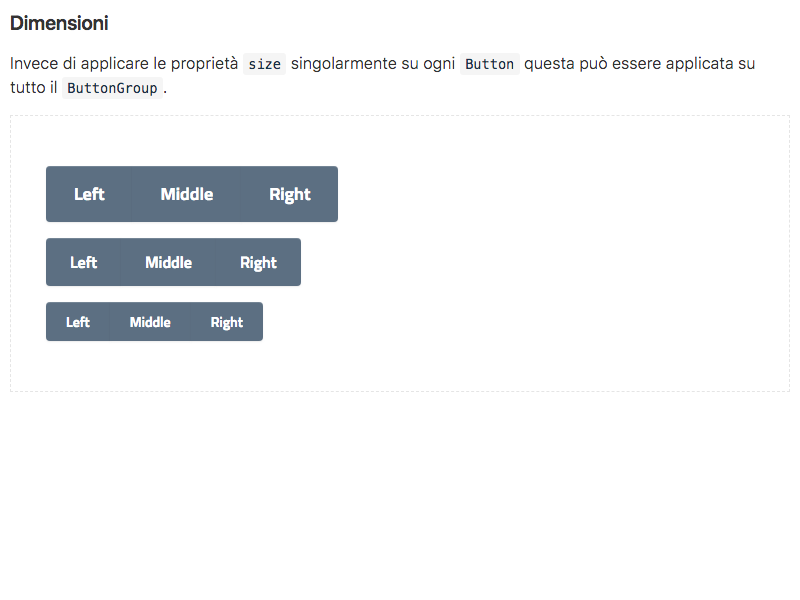 Dimensioni
Invece di applicare le proprietà size singolarmente su ogni Button questa può essere applicata su
tutto il ButtonGroup.
Left Middle Right
Left Middle Right
Left Middle Right